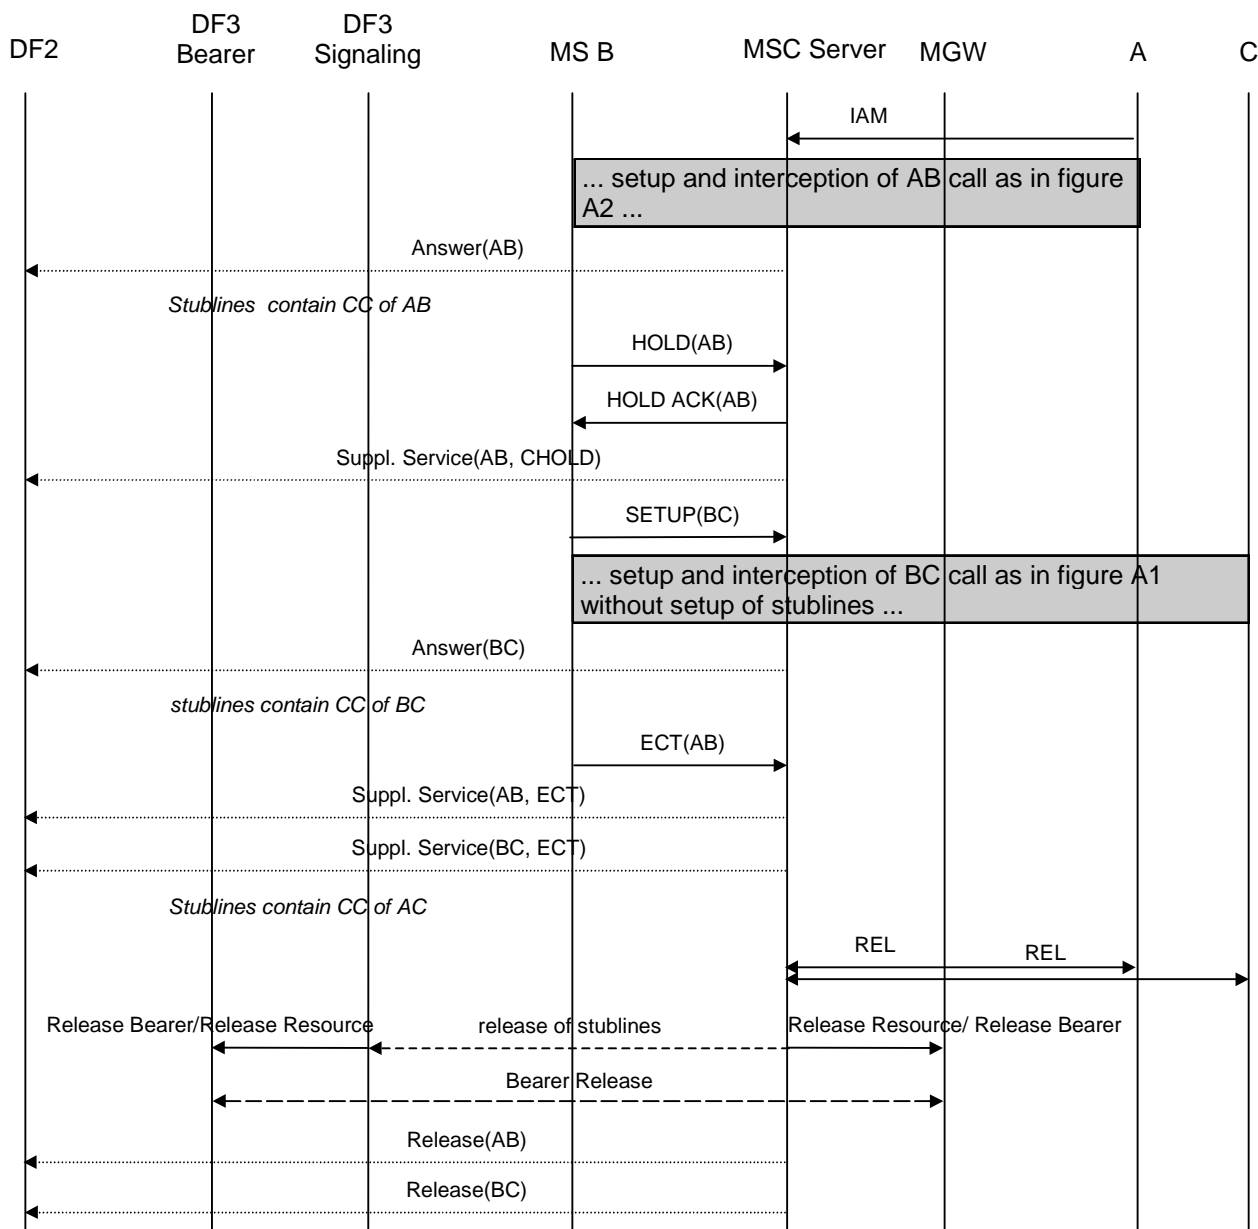 DF2
DF3
Bearer
DF3
Signaling
MS B
MSC Server
MGW
A
C
IAM
... setup and interception of AB call as in figure
A2 ...
Answer(AB)
Stublines contain CC of AB
HOLD(AB)
HOLD ACK(AB)
Suppl. Service(AB, CHOLD)
SETUP(BC)
... setup and interception of BC call as in figure A1
without setup of stublines ...
Answer(BC)
stublines contain CC of BC
ECT(AB)
Suppl. Service(AB, ECT)
Suppl. Service(BC, ECT)
Stublines contain CC of AC
REL
REL
Release Bearer/Release Resource
release of stublines
Release Resource/ Release Bearer
Bearer Release
Release(AB)
Release(BC)